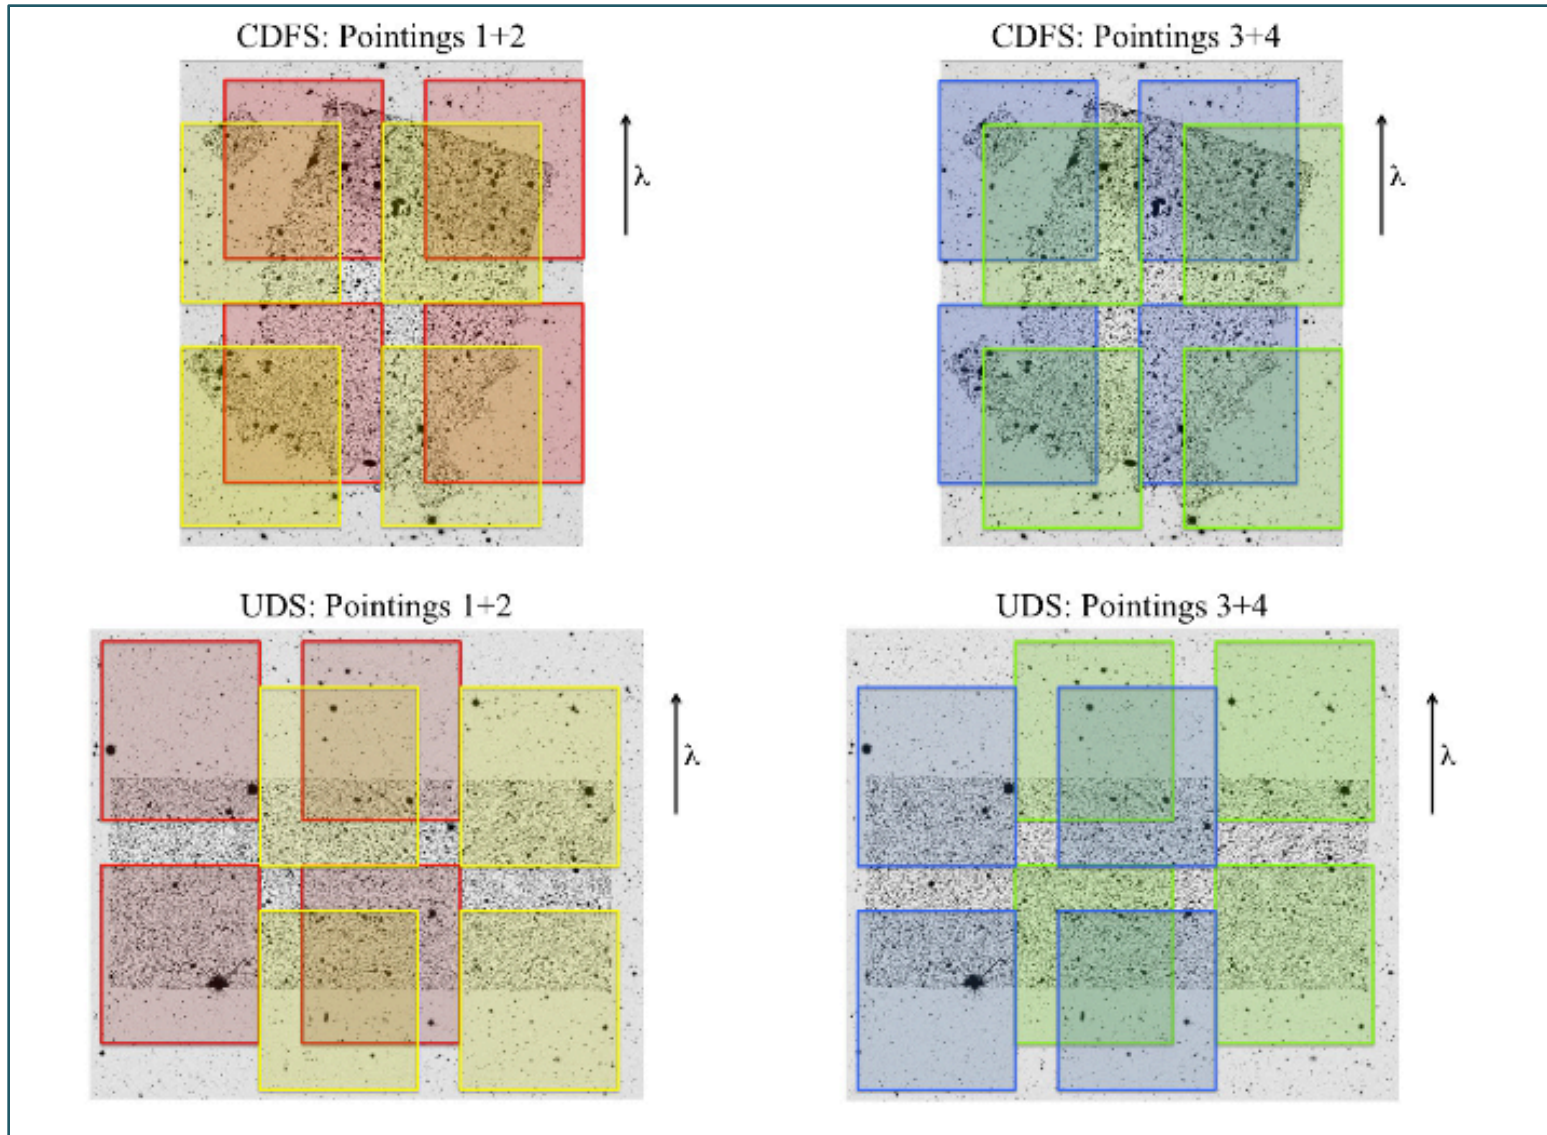 CDFS: Pointings 1+2
CDFS: Pointings 3+4
λ
λ
UDS: Pointings 1+2
UDS: Pointings 3+4
λ
λ